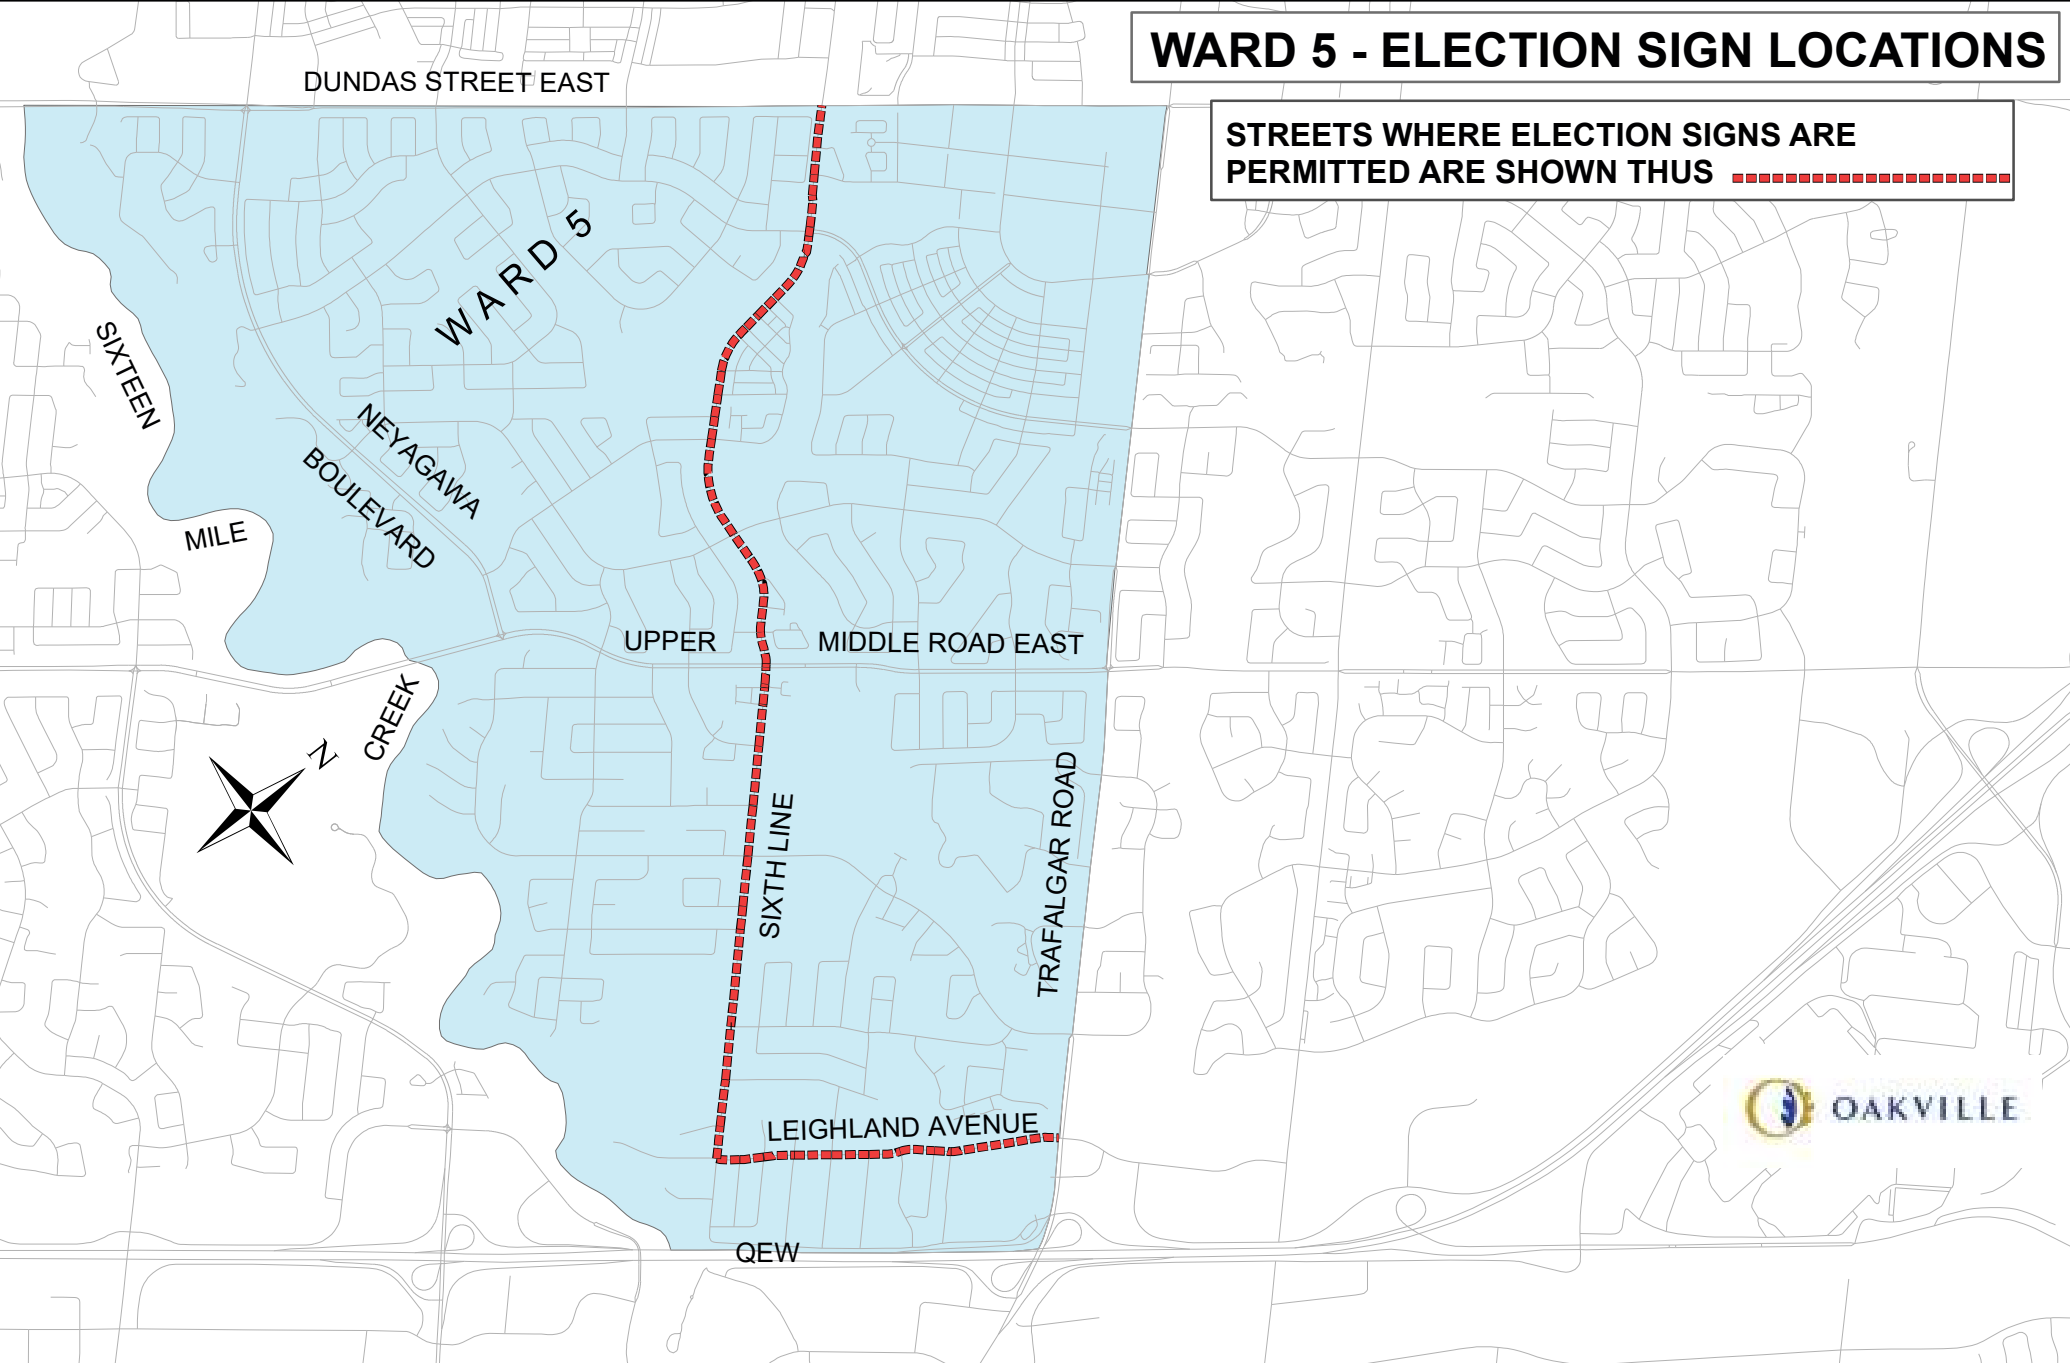 WARD 5 - ELECTION SIGN LOCATIONS
STREETS WHERE ELECTION SIGNS ARE
PERMITTED ARE SHOWN THUS
DUNDAS STREET EAST
WARD 5
SIXTEEN
MILE
CREEK
NEYAGAWA
BOULEVARD
UPPER
MIDDLE ROAD EAST
N
SIXTH LINE
TRAFALGAR ROAD
LEIGHLAND AVENUE
QEW
OAKVILLE